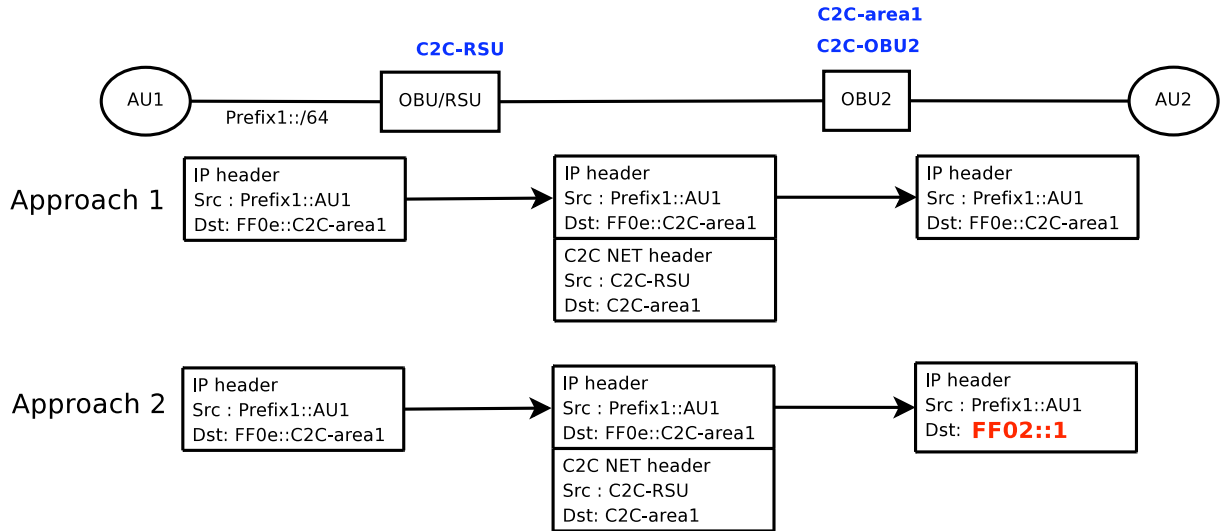 C2C-area1
C2C-RSU
C2C-OBU2
AU1
OBU/RSU
OBU2
AU2
Prefix1::/64
Approach 1
IP header
Src : Prefix1::AU1
Dst: FF0e::C2C-area1
IP header
Src : Prefix1::AU1
Dst: FF0e::C2C-area1
C2C NET header
Src : C2C-RSU
Dst: C2C-area1
IP header
Src : Prefix1::AU1
Dst: FF0e::C2C-area1
Approach 2
IP header
Src : Prefix1::AU1
Dst: FF0e::C2C-area1
IP header
Src : Prefix1::AU1
Dst: FF0e::C2C-area1
C2C NET header
Src : C2C-RSU
Dst: C2C-area1
IP header
Src : Prefix1::AU1
Dst: FF02::1